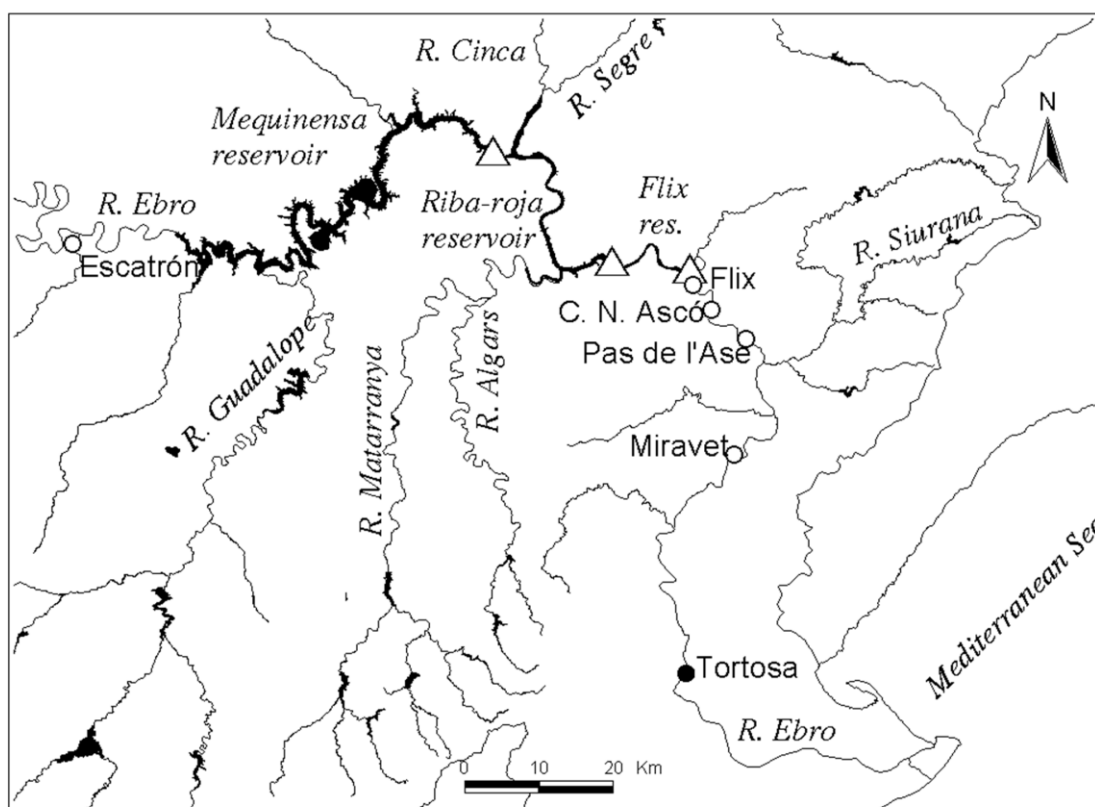 R. Cinca
R. Segre
Mequinensa
reservoir
N
R. Ebro
Riba-roja
reservoir
Flix
res.
R. Siurana
Escatrón
Flix
C. N. Ascó
Pas de l'Ase
R. Guadalope
R. Matarranya
R. Algars
Miravet
Mediterranean See
Tortosa
R. Ebro
0 10 20 Km